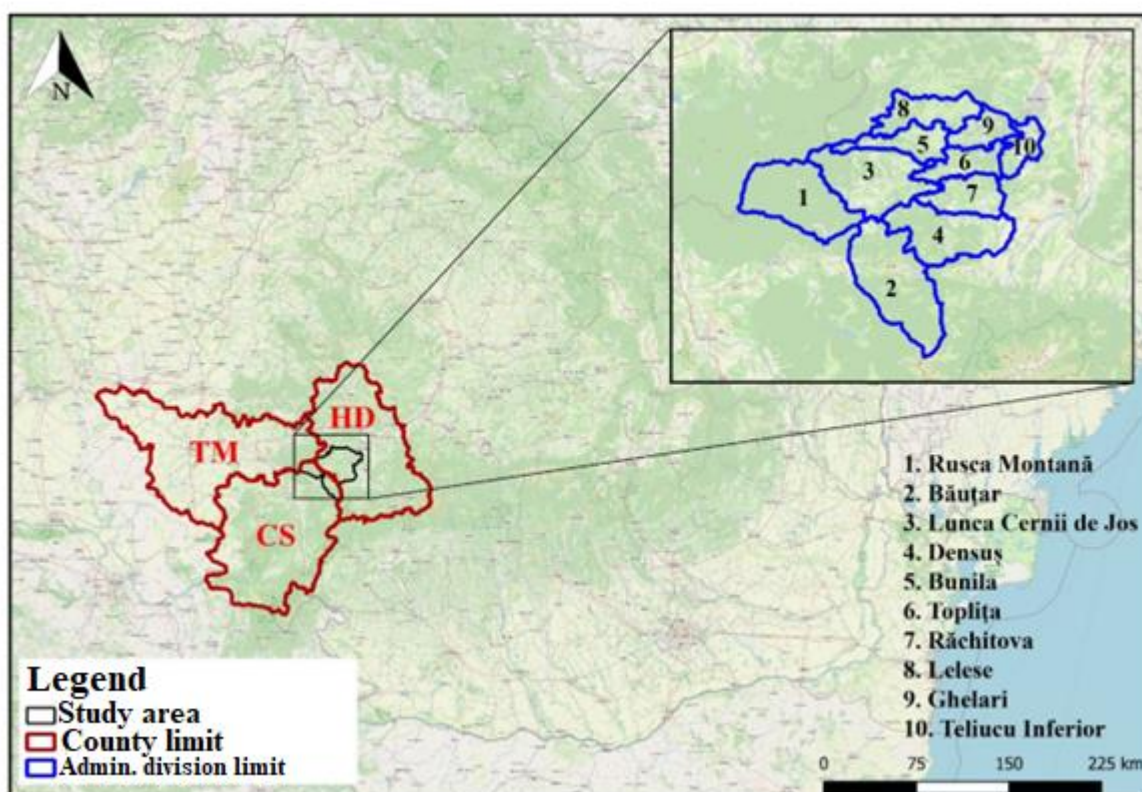 N
8
9
5
10
6
3
7
1
4
2
HD
TM
CS
1. Rusca Montană
2. Băuțar
3. Lunca Cernii de Jos
4. Densuș
5. Bunila
6. Toplița
7. Răchitova
8. Lelese
9. Ghelari
10. Teliucu Inferior
Legend
Study area
County limit
Admin. division limit
0 75 150 225 km